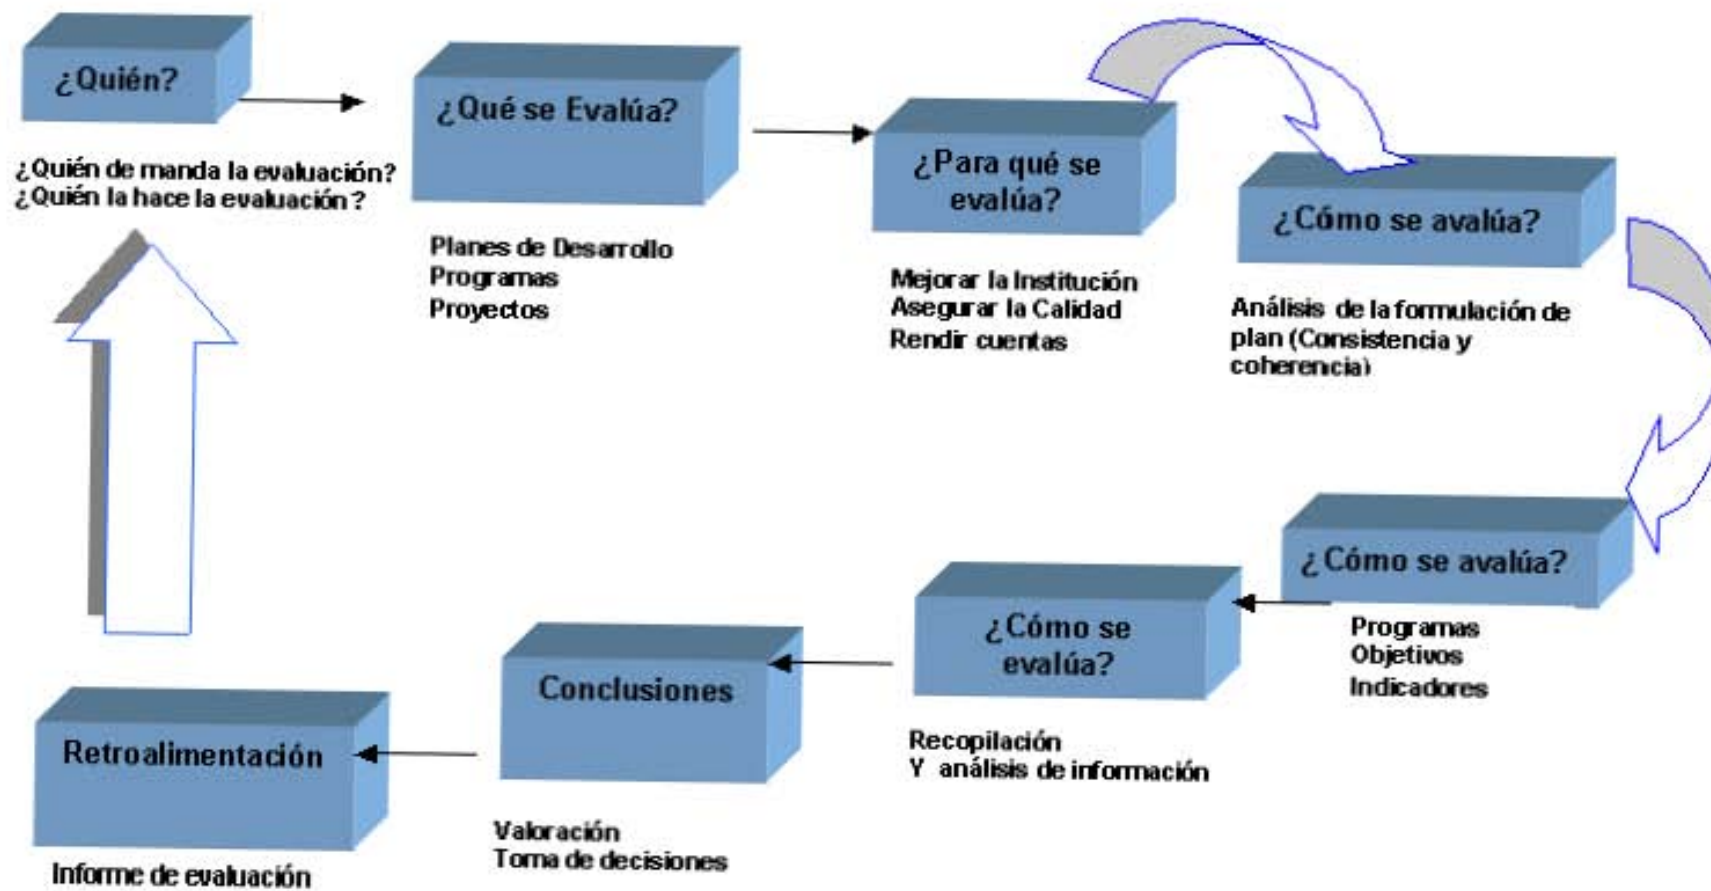 ¿Quién?
¿Quién de manda la evaluación?
¿Quién la hace la evaluación ?
¿Qué se Evalúa?
Planes de Desarrollo
Programas
Proyectos
¿Para qué se
evalúa?
Mejorar la Institución
Asegurar la Calidad
Rendir cuentas
¿Cómo se avalúa?
Análisis de la formulación de
plan (Consistencia y
coherencia)
¿Cómo se avalúa?
Programas
Objetivos
Indicadores
¿Cómo se
evalúa?
Recopilación
Y análisis de información
Conclusiones
Valoración
Toma de decisiones
Retroalimentación
Informe de evaluación